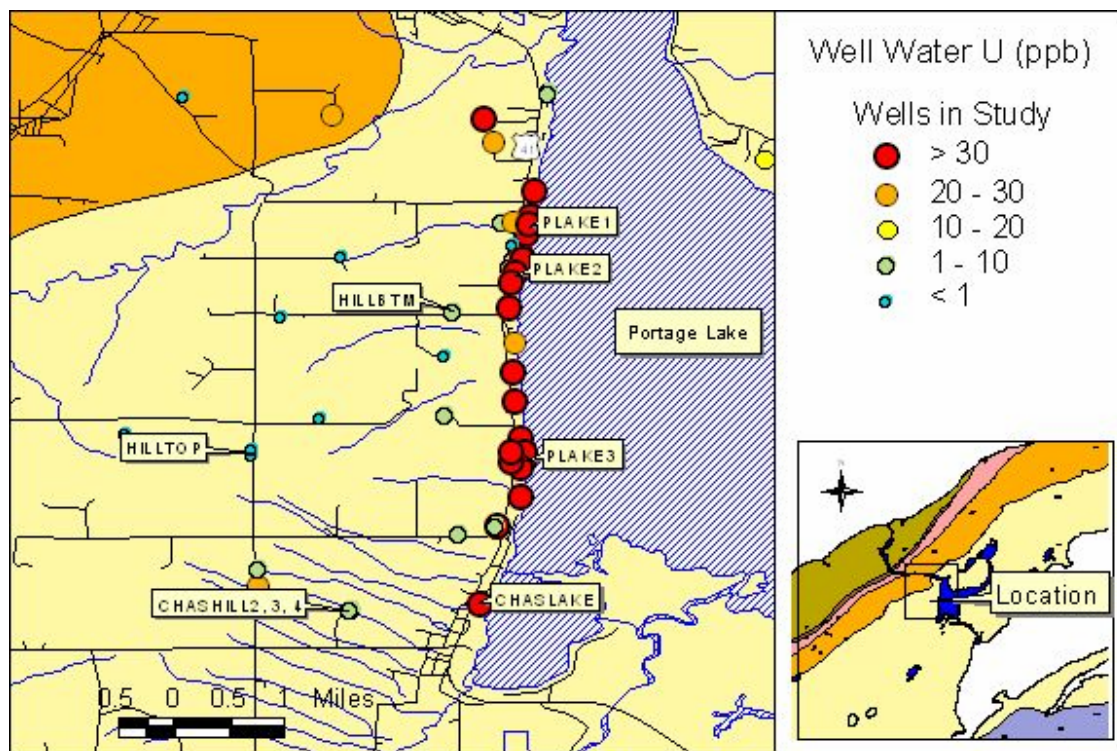 Well Water U (ppb)
Wells in Study
> 30
20 - 30
10 - 20
1 - 10
< 1
41
PLAKE1
PLAKE2
HILLBTM
Portage Lake
HILLTOP
PLAKE3
CHASHILL2, 3, 4
CHASLAKE
0.5 0 0.5 1 Miles
Location